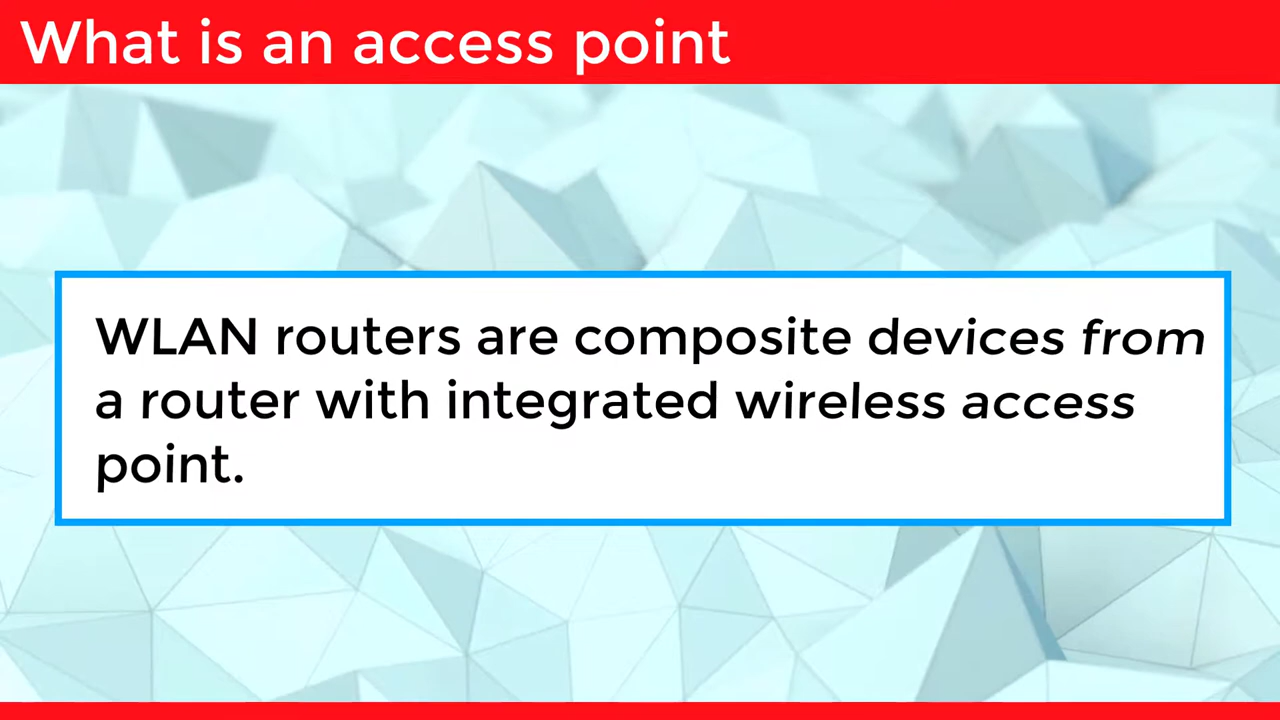 What is an access point
WLAN routers are composite devices from
a router with integrated wireless access
point.